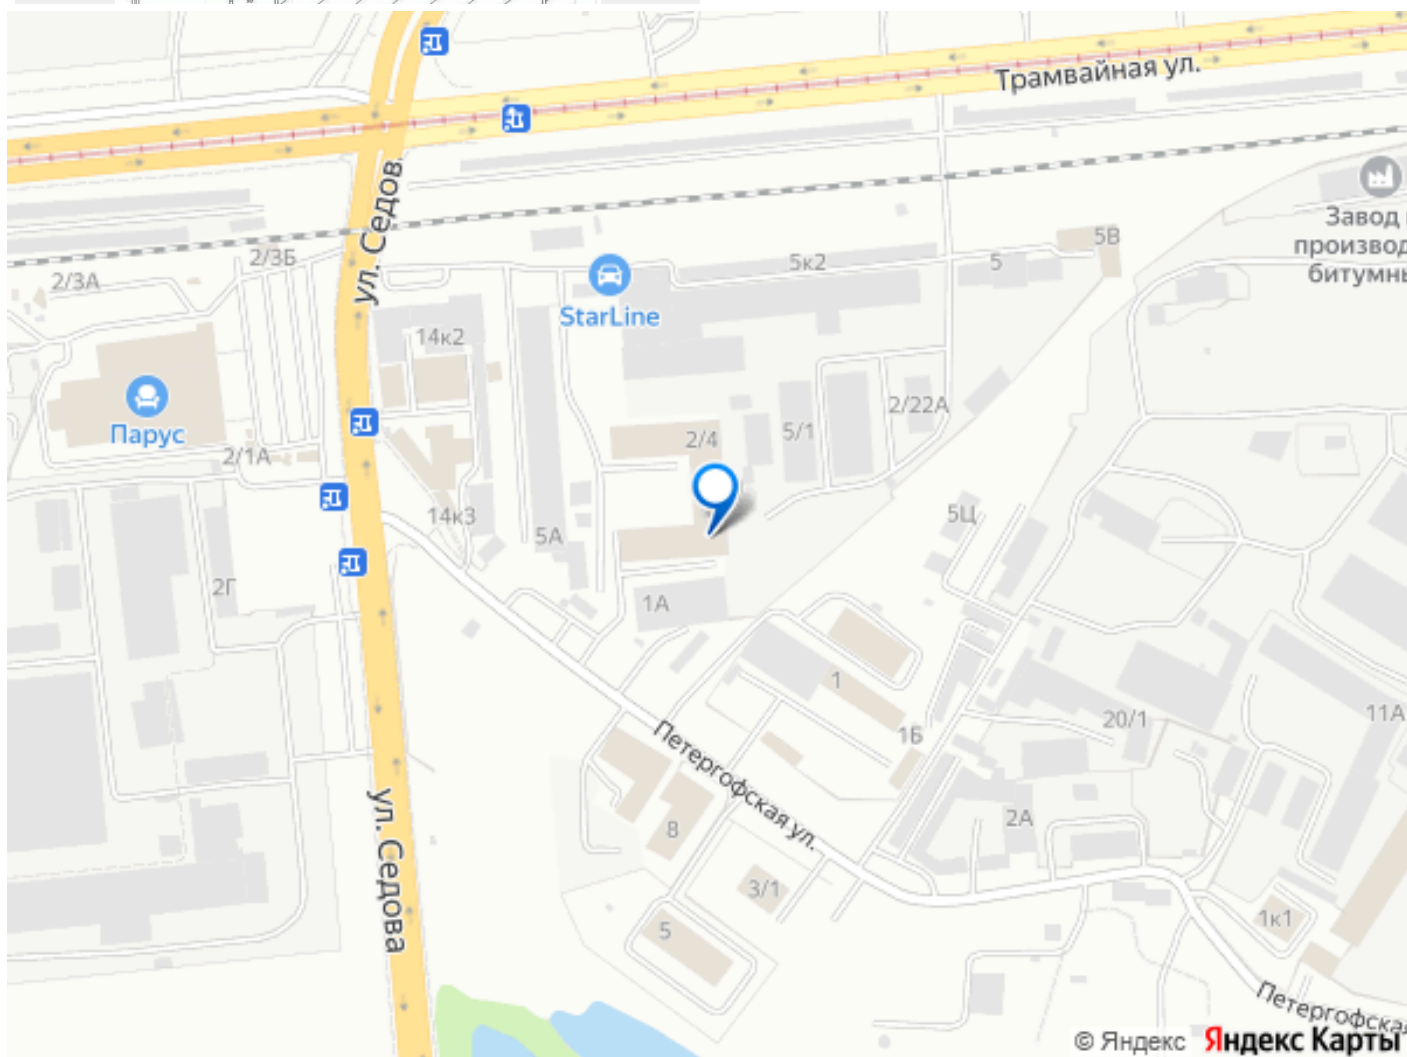 Трамвайная ул.
ул. Седов
Завод
производ
битумн
5В
2/3Б
5к2
5
2/3А
StarLine
14к2
2/22А
Парус
2/4
5/1
2/1А
14к3
5Ц
5А
2Г
1А
1
11А
20/1
1Б
Петергофская ул.
2А
8
ул. Седова
3/1
1к1
5
Петергофска
© Яндекс Яндекс Карты